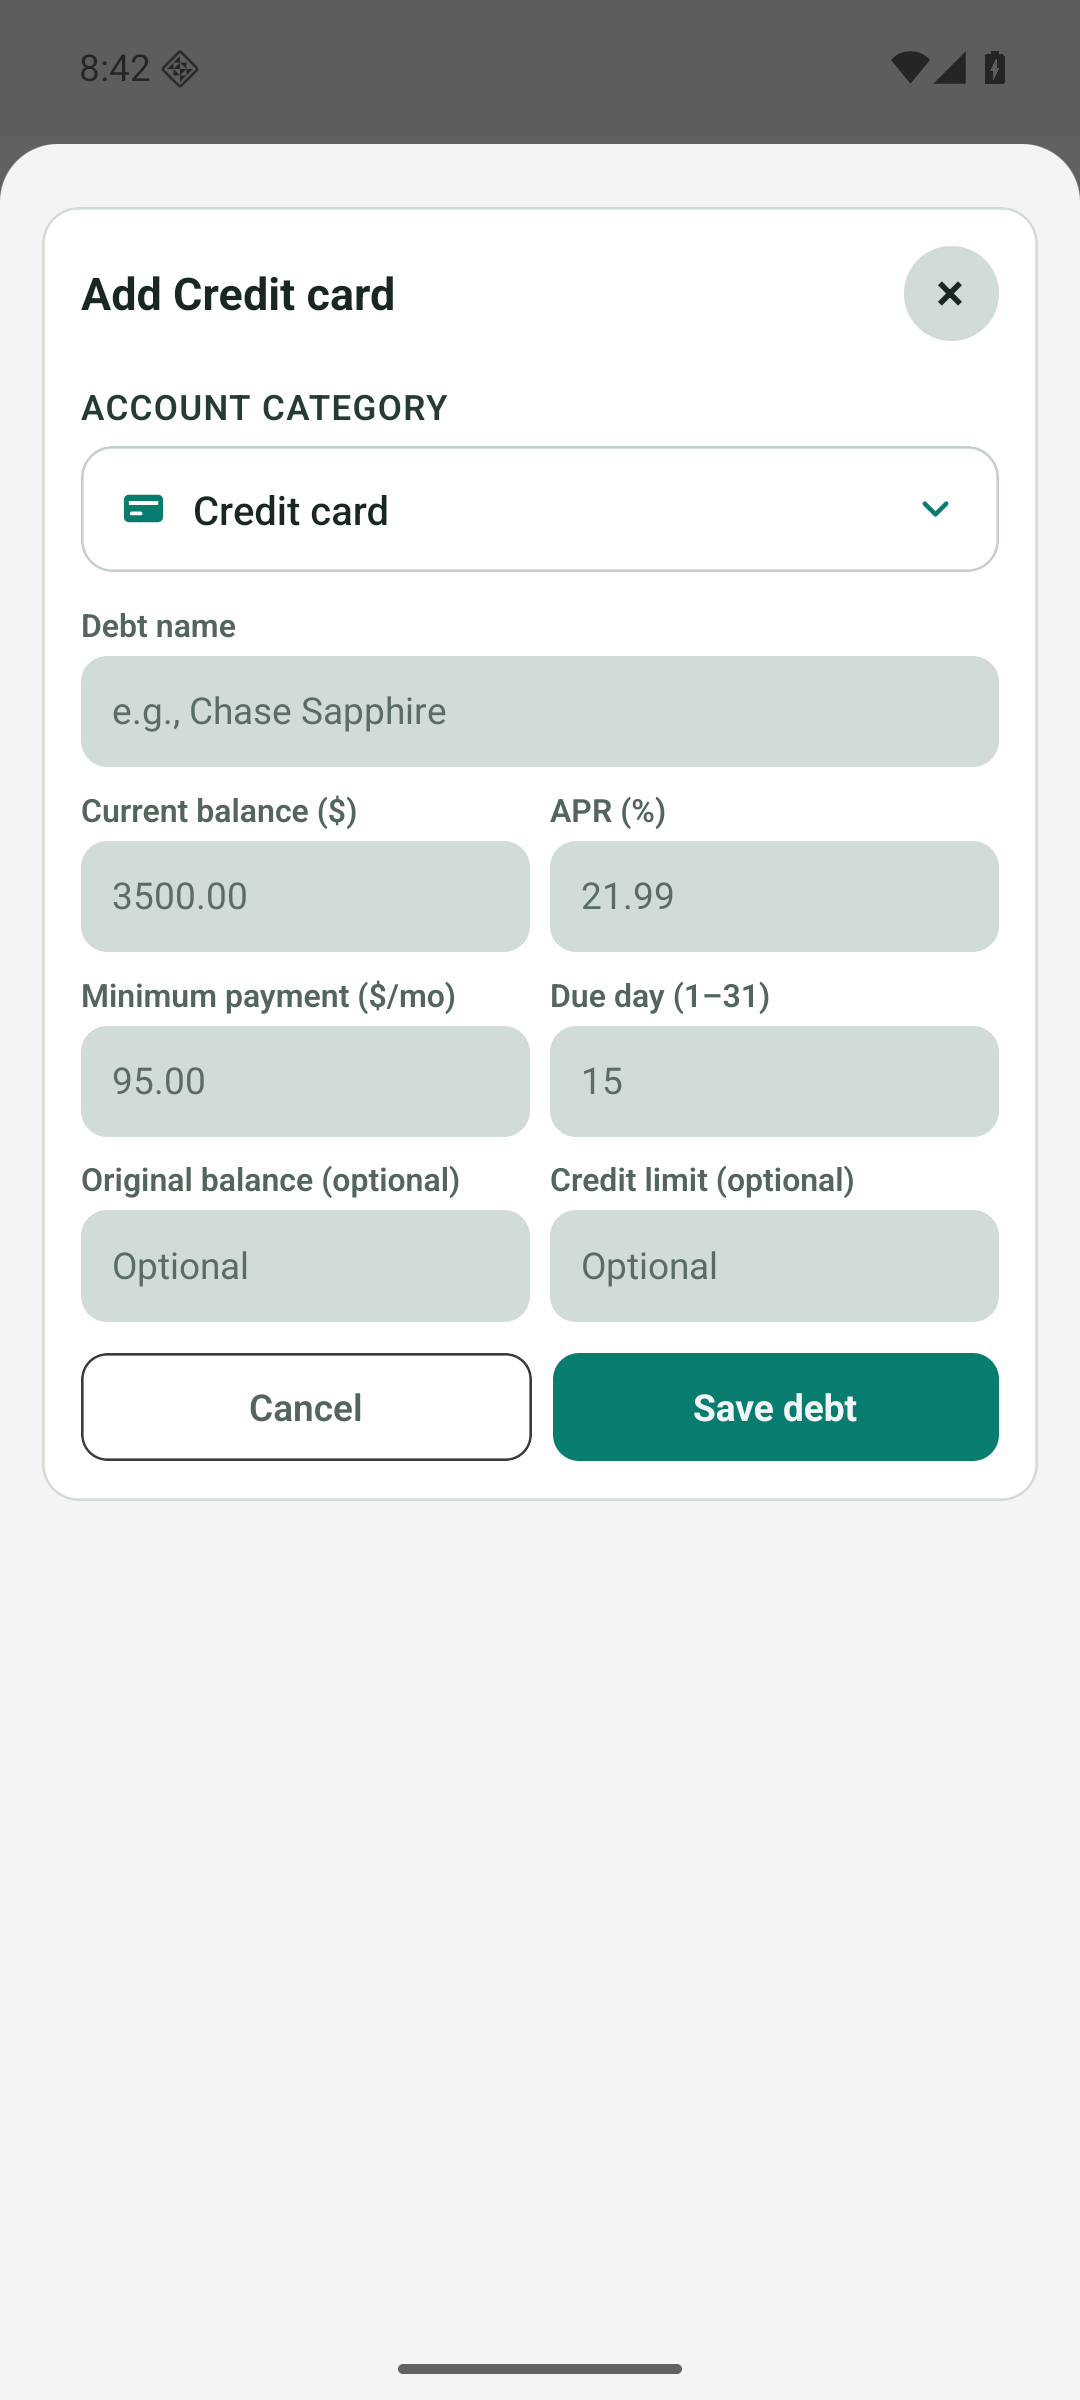 8:42
Add Credit card
ACCOUNT CATEGORY
Credit card
Debt name
e.g., Chase Sapphire
Current balance ($) APR (%)
3500.00 21.99
Minimum payment ($/mo) Due day (1–31)
95.00 15
Original balance (optional) Credit limit (optional)
Optional Optional
Cancel Save debt